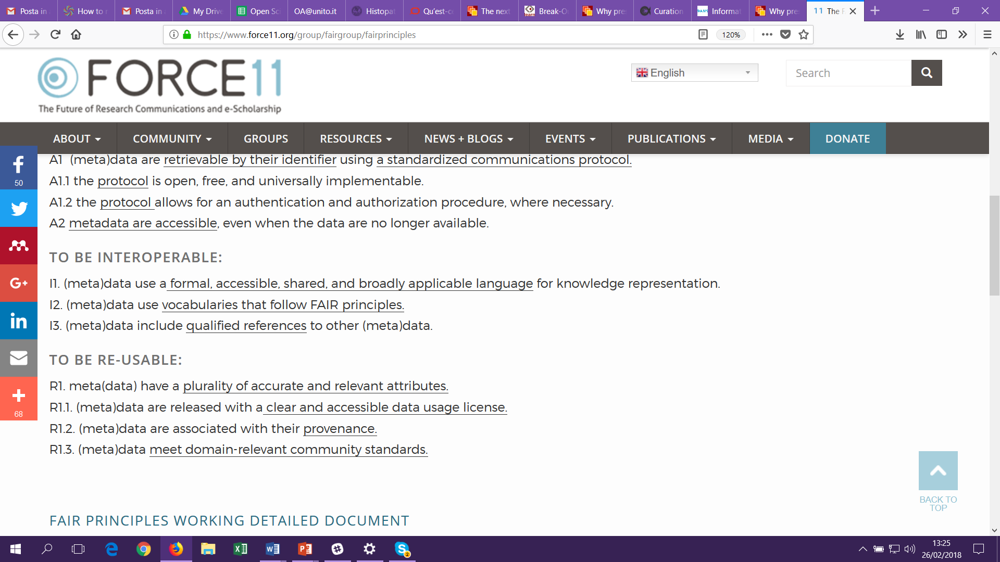 Posta in
How to
Posta in
My Drive
Open Sci
OA@unito.it
Histopat
Qu'est-ce
The next
Break-O
Why pre
Curation
Informat
Why pre
11 The F
https://www.force11.org/group/fairgroup/fairprinciples
120%
FORCE11
The Future of Research Communications and e-Scholarship
English
Search
ABOUT
COMMUNITY
GROUPS
RESOURCES
NEWS + BLOGS
EVENTS
PUBLICATIONS
MEDIA
DONATE
50
68
A1 (meta)data are retrievable by their identifier using a standardized communications protocol.
A1.1 the protocol is open, free, and universally implementable.
A1.2 the protocol allows for an authentication and authorization procedure, where necessary.
A2 metadata are accessible, even when the data are no longer available.
TO BE INTEROPERABLE:
I1. (meta)data use a formal, accessible, shared, and broadly applicable language for knowledge representation.
I2. (meta)data use vocabularies that follow FAIR principles.
I3. (meta)data include qualified references to other (meta)data.
TO BE RE-USABLE:
R1. meta(data) have a plurality of accurate and relevant attributes.
R1.1. (meta)data are released with a clear and accessible data usage license.
R1.2. (meta)data are associated with their provenance.
R1.3. (meta)data meet domain-relevant community standards.
BACK TO
TOP
FAIR PRINCIPLES WORKING DETAILED DOCUMENT
2
13:25
26/02/2018